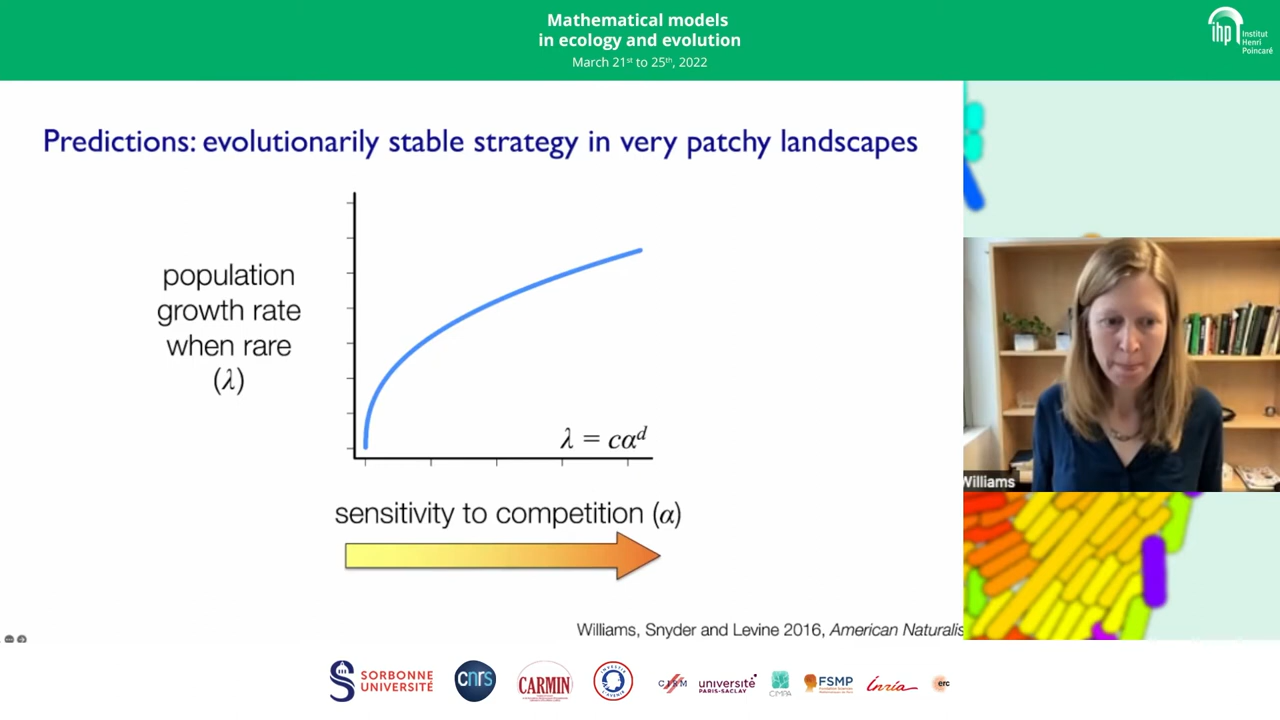 Mathematical models
in ecology and evolution
March 21st to 25th, 2022
ihp
Institut
Henri
Poincaré
Predictions: evolutionarily stable strategy in very patchy landscapes
population
growth rate
when rare
(λ)
λ = cα^d
sensitivity to competition (α)
Williams
Williams, Snyder and Levine 2016, American Naturalis
SORBONNE
UNIVERSITÉ
cnrs
CARMIN
université
PARIS-SACLAY
CIMPA
FSMP
Inria
erc